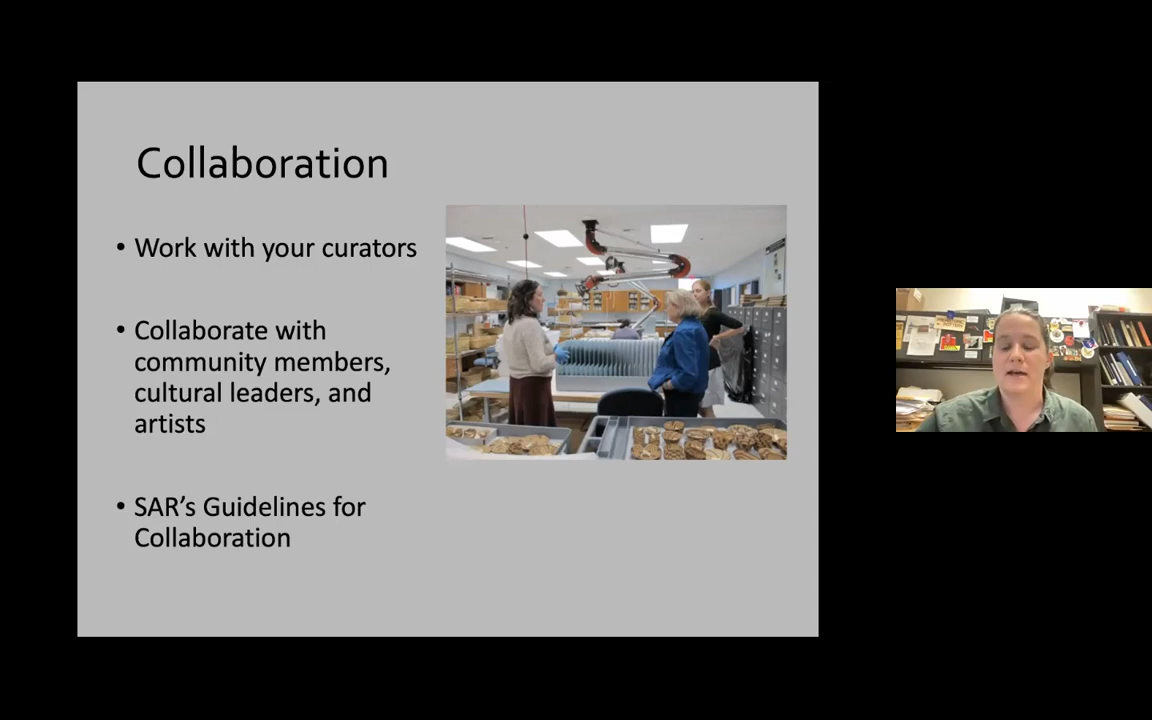 Collaboration
• Work with your curators
• Collaborate with
community members,
cultural leaders, and
artists
• SAR’s Guidelines for
Collaboration